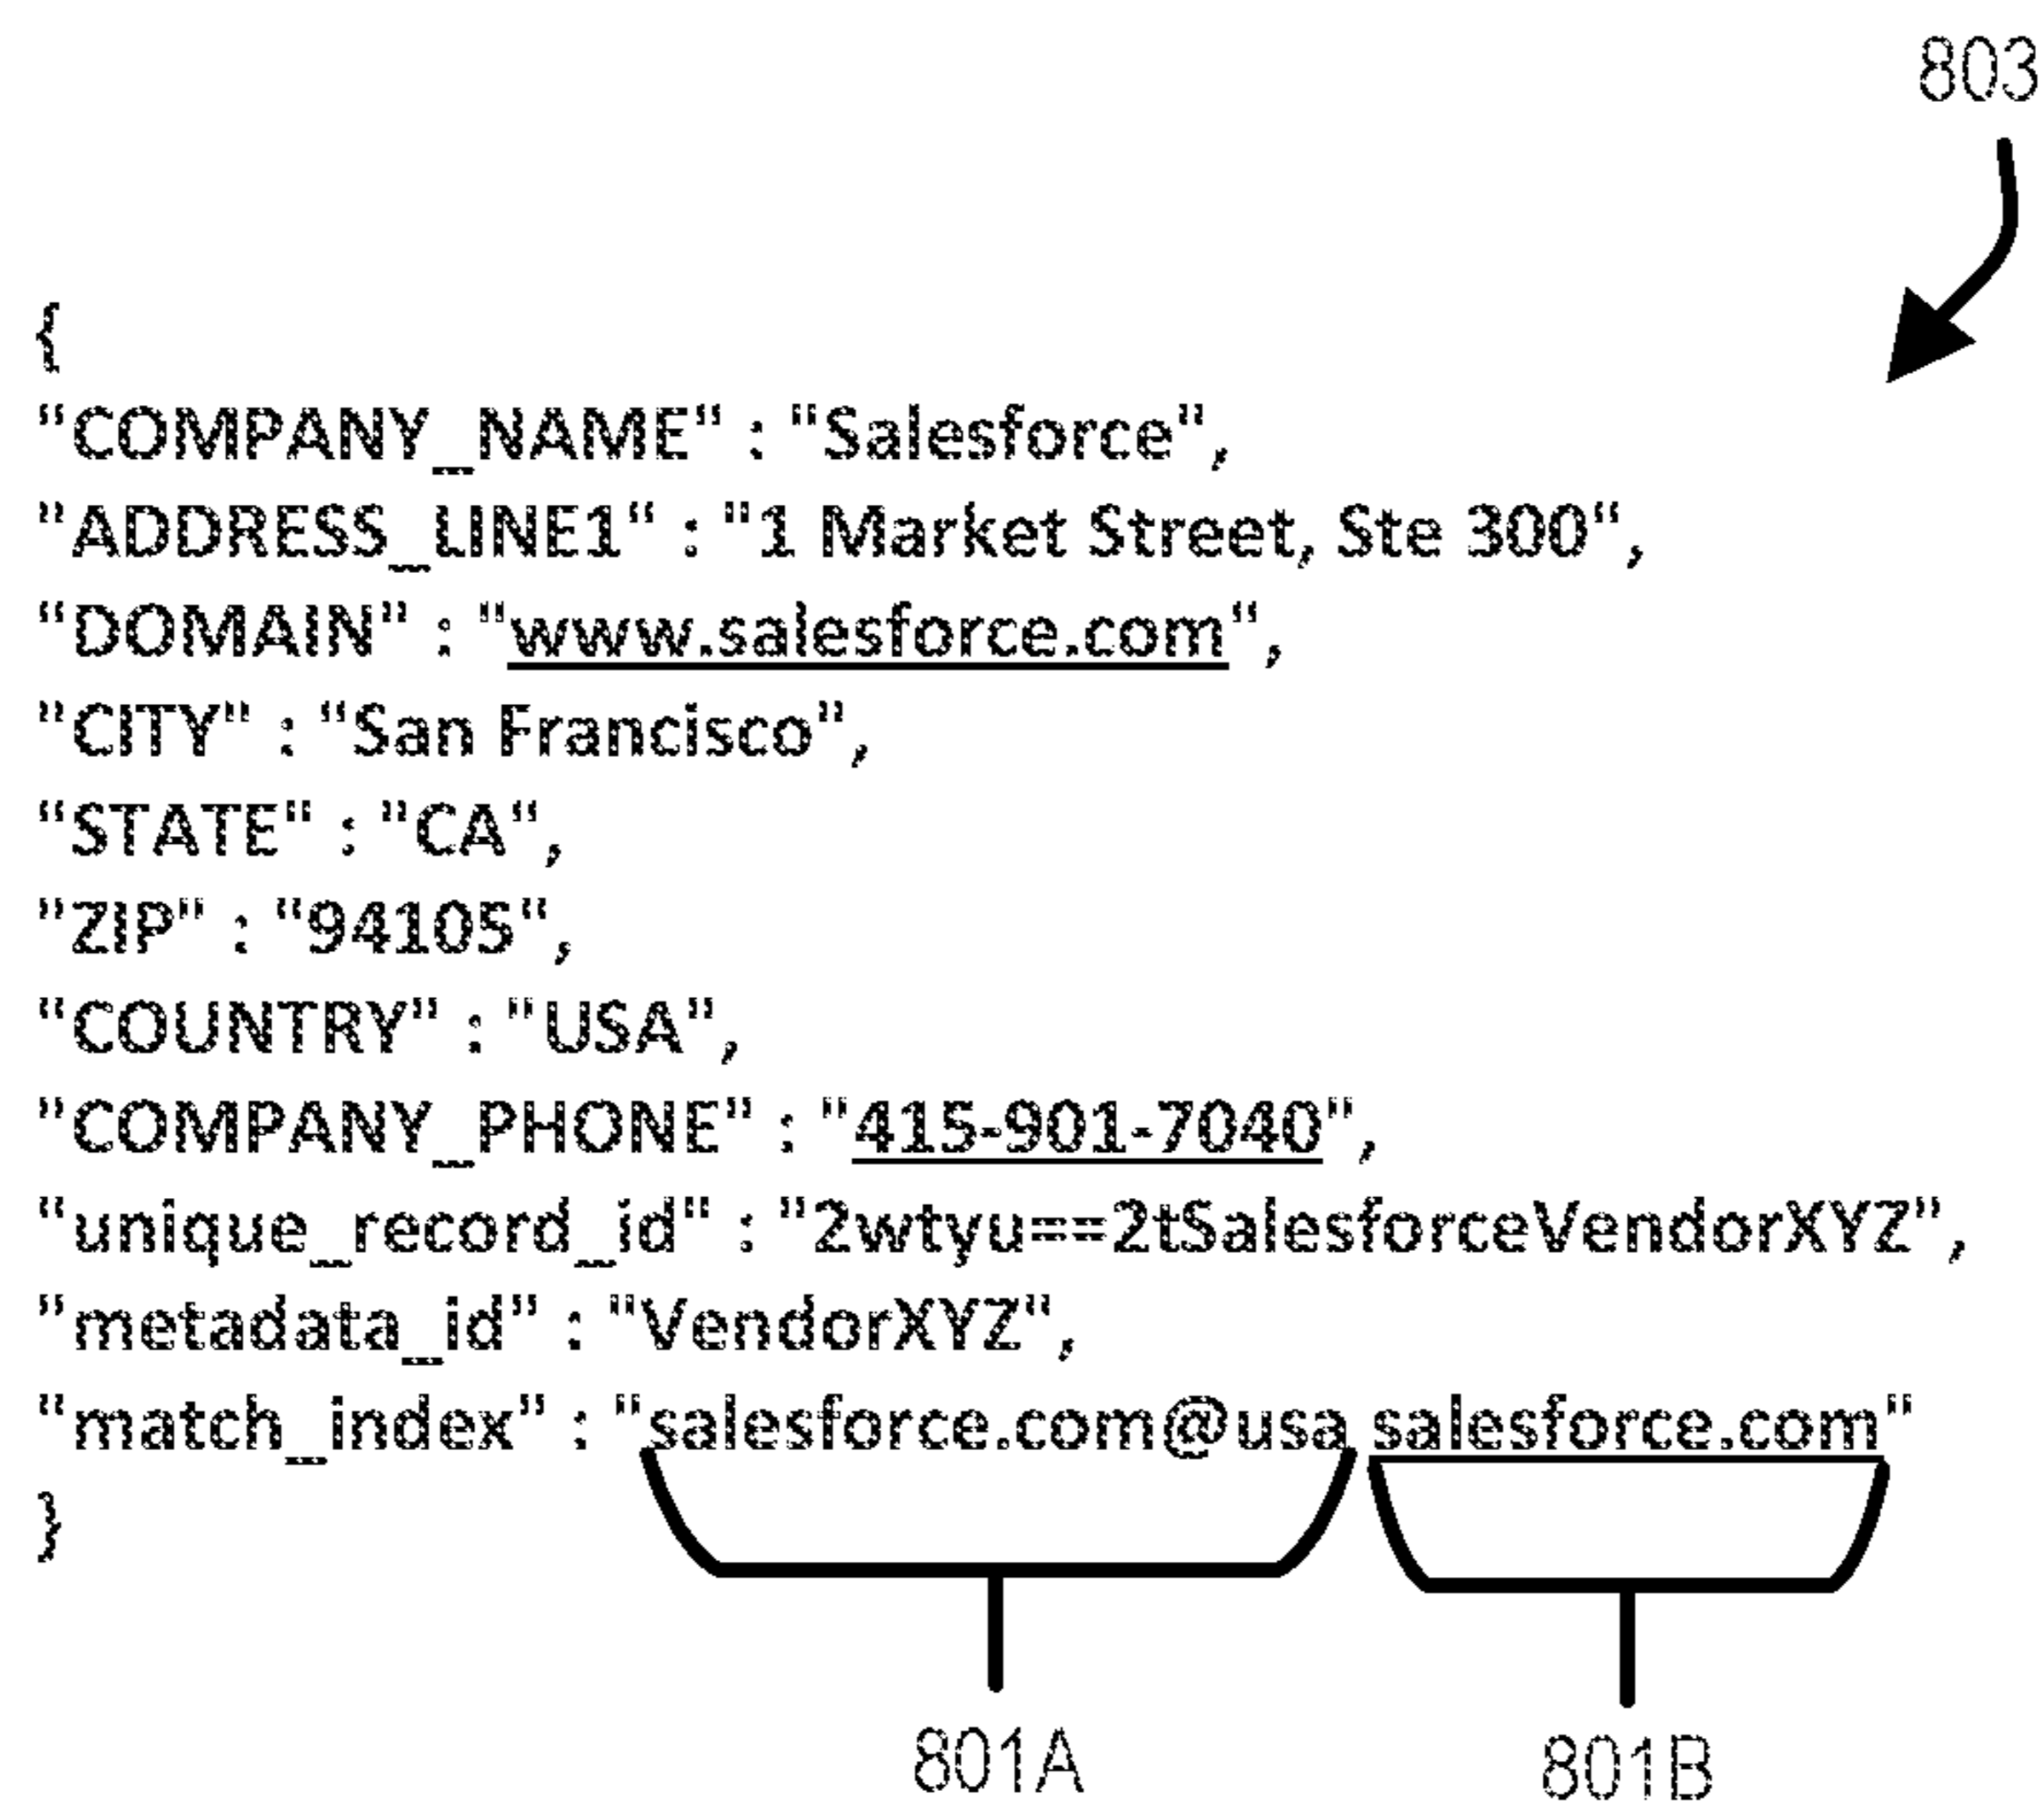 803
{
"COMPANY_NAME" : "Salesforce",
"ADDRESS_LINE1" : "1 Market Street, Ste 300",
"DOMAIN" : "www.salesforce.com",
"CITY" : "San Francisco",
"STATE" : "CA",
"ZIP" : "94105",
"COUNTRY" : "USA",
"COMPANY_PHONE" : "415-901-7040",
"unique_record_id" : "2wtyu==2tSalesforceVendorXYZ",
"metadata_id" : "VendorXYZ",
"match_index" : "salesforce.com@usa salesforce.com"
}
801A 801B